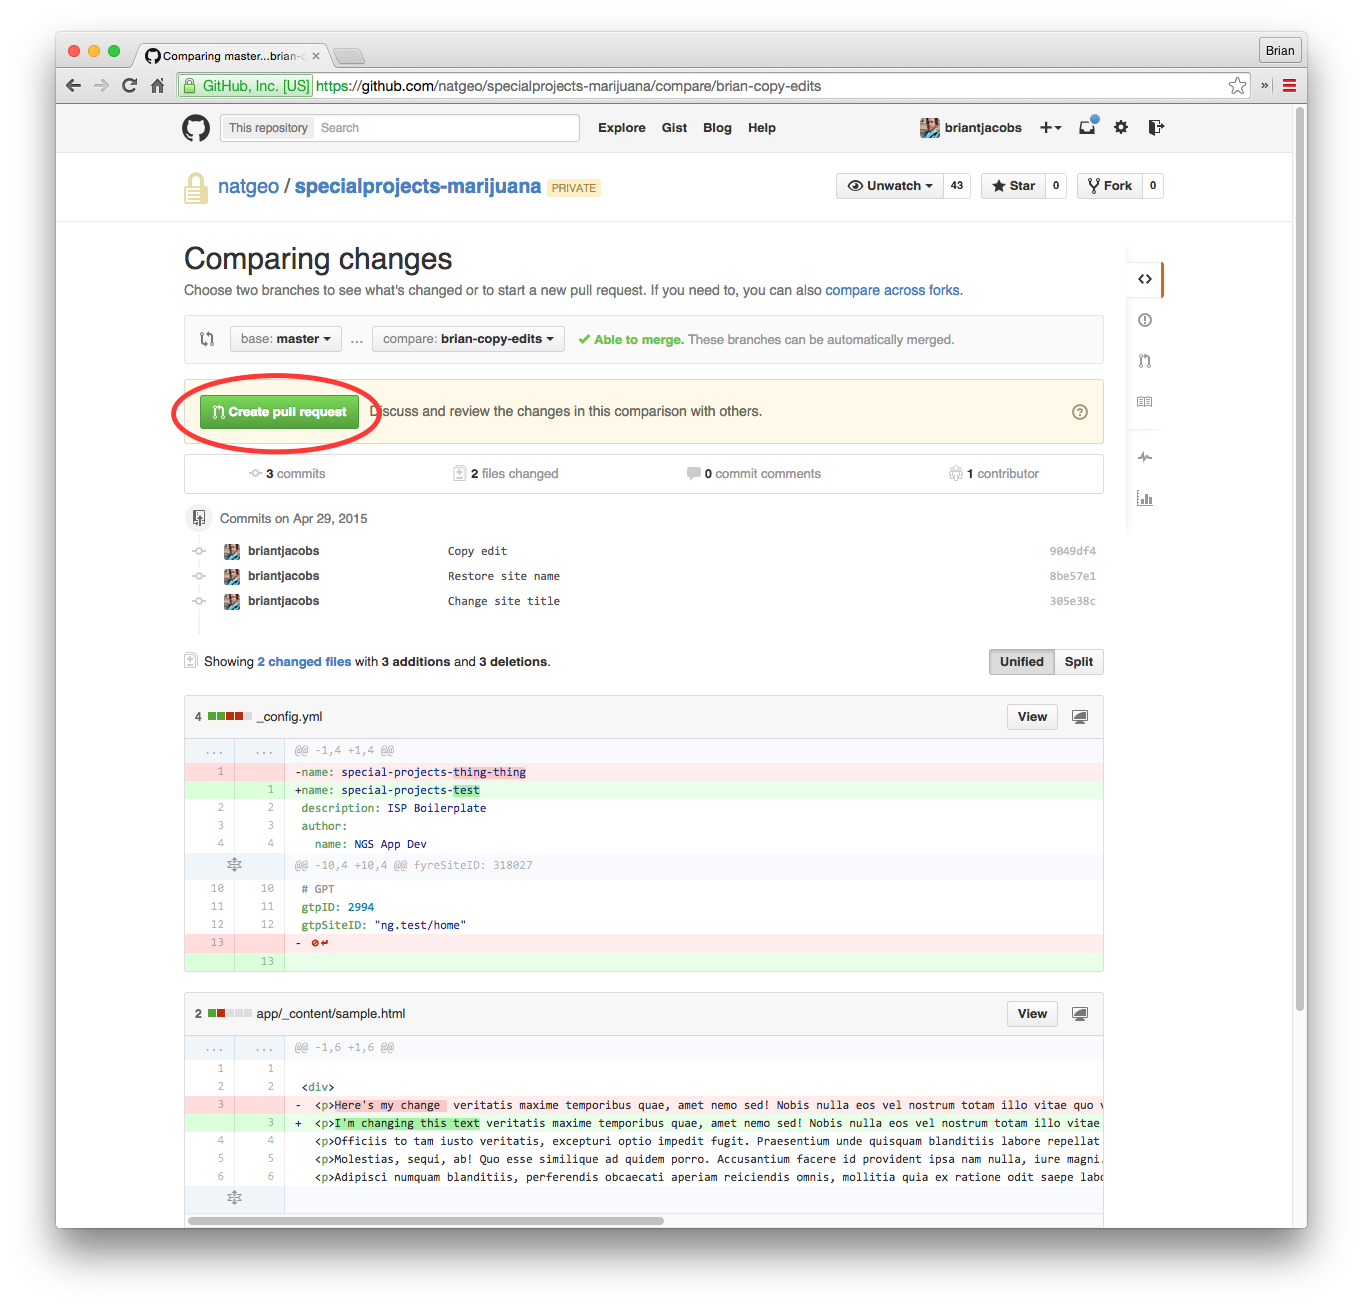 Comparing master...brian-c
Brian
GitHub, Inc. [US] https://github.com/natgeo/specialprojects-marijuana/compare/brian-copy-edits »
This repository Search Explore Gist Blog Help briantjacobs
natgeo / specialprojects-marijuana PRIVATE Unwatch 43 Star 0 Fork 0
Comparing changes
Choose two branches to see what's changed or to start a new pull request. If you need to, you can also compare across forks.
base: master ... compare: brian-copy-edits Able to merge. These branches can be automatically merged.
Create pull request Discuss and review the changes in this comparison with others.
3 commits 2 files changed 0 commit comments 1 contributor
Commits on Apr 29, 2015
briantjacobs Copy edit 9049df4
briantjacobs Restore site name 8be57e1
briantjacobs Change site title 305e38c
Showing 2 changed files with 3 additions and 3 deletions. Unified Split
4 _config.yml View
... ... @@ -1,4 +1,4 @@
1 -name: special-projects-thing-thing
1 +name: special-projects-test
2 2 description: ISP Boilerplate
3 3 author:
4 4 name: NGS App Dev
@@ -10,4 +10,4 @@ fyreSiteID: 318027
10 10 # GPT
11 11 gtpID: 2994
12 12 gtpSiteID: "ng.test/home"
13 -
13
2 app/_content/sample.html View
... ... @@ -1,6 +1,6 @@
1 1
2 2 <div>
3 - <p>Here's my change veritatis maxime temporibus quae, amet nemo sed! Nobis nulla eos vel nostrum totam illo vitae quo v
3 + <p>I'm changing this text veritatis maxime temporibus quae, amet nemo sed! Nobis nulla eos vel nostrum totam illo vitae
4 4 <p>Officiis to tam iusto veritatis, excepturi optio impedit fugit. Praesentium unde quisquam blanditiis labore repellat
5 5 <p>Molestias, sequi, ab! Quo esse similique ad quidem porro. Accusantium facere id provident ipsa nam nulla, iure magni.
6 6 <p>Adipisci numquam blanditiis, perferendis obcaecati aperiam reiciendis omnis, mollitia quia ex ratione odit saepe labo